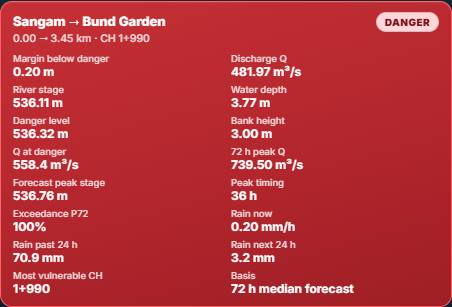 Sangam → Bund Garden
DANGER
0.00 → 3.45 km · CH 1+990
Margin below danger
0.20 m
Discharge Q
481.97 m³/s
River stage
536.11 m
Water depth
3.77 m
Danger level
536.32 m
Bank height
3.00 m
Q at danger
558.4 m³/s
72 h peak Q
739.50 m³/s
Forecast peak stage
536.76 m
Peak timing
36 h
Exceedance P72
100%
Rain now
0.20 mm/h
Rain past 24 h
70.9 mm
Rain next 24 h
3.2 mm
Most vulnerable CH
1+990
Basis
72 h median forecast